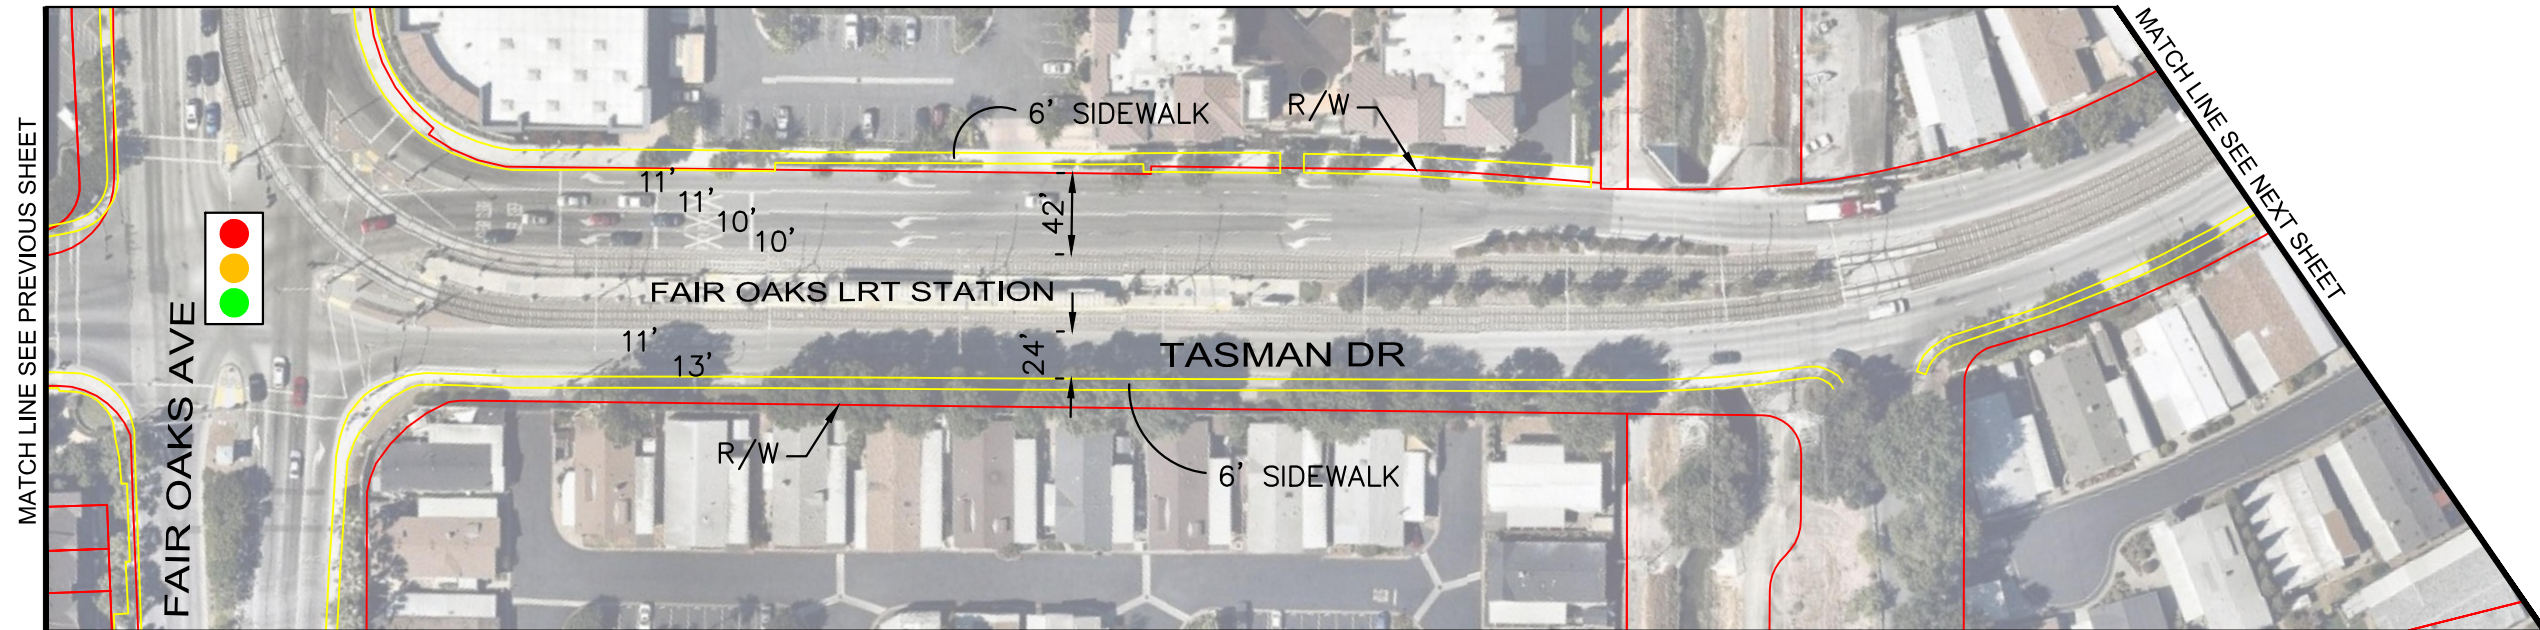 MATCH LINE SEE PREVIOUS SHEET
MATCH LINE SEE NEXT SHEET
6' SIDEWALK
R/W
11'
11'
10'
10'
42'
FAIR OAKS LRT STATION
FAIR OAKS AVE
11'
13'
24'
TASMAN DR
R/W
6' SIDEWALK